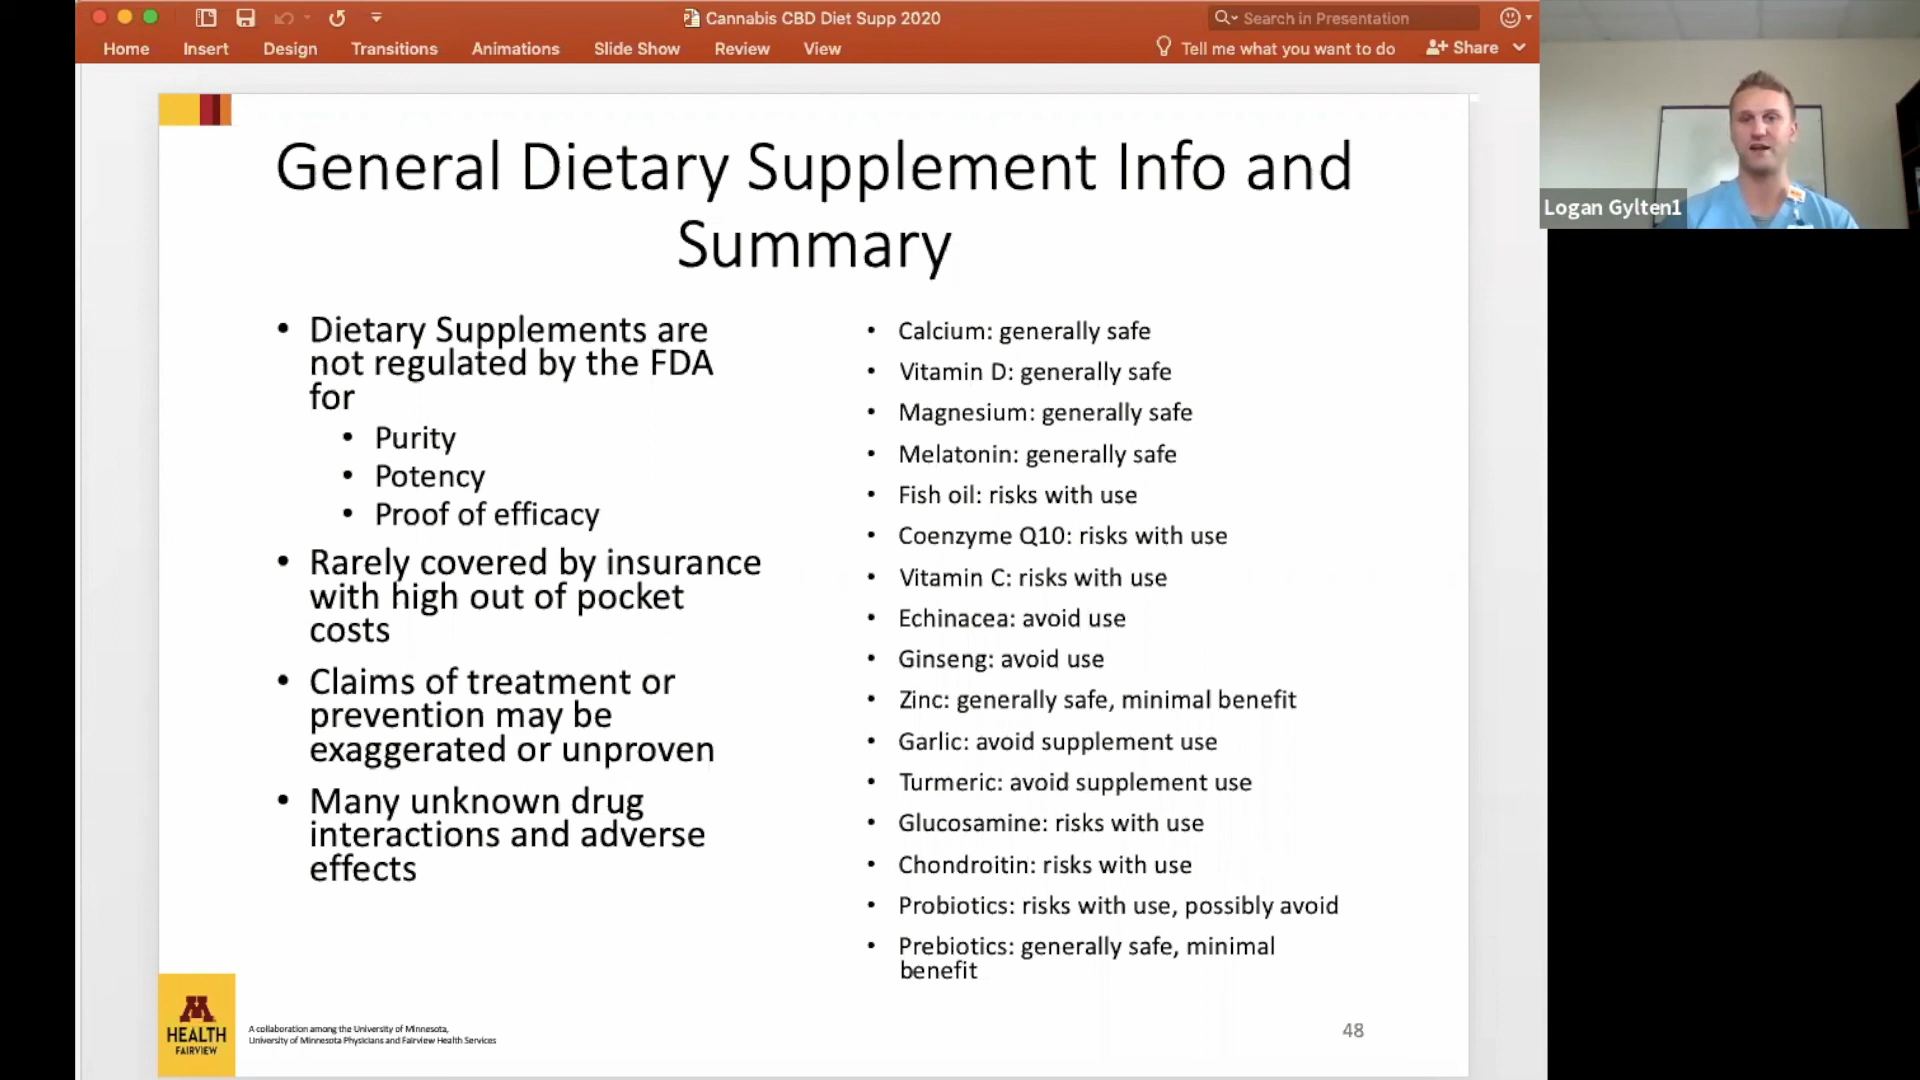 Cannabis CBD Diet Supp 2020
Search in Presentation
Home
Insert
Design
Transitions
Animations
Slide Show
Review
View
Tell me what you want to do
Share
General Dietary Supplement Info and
Summary
• Dietary Supplements are
not regulated by the FDA
for
• Purity
• Potency
• Proof of efficacy
• Rarely covered by insurance
with high out of pocket
costs
• Claims of treatment or
prevention may be
exaggerated or unproven
• Many unknown drug
interactions and adverse
effects
• Calcium: generally safe
• Vitamin D: generally safe
• Magnesium: generally safe
• Melatonin: generally safe
• Fish oil: risks with use
• Coenzyme Q10: risks with use
• Vitamin C: risks with use
• Echinacea: avoid use
• Ginseng: avoid use
• Zinc: generally safe, minimal benefit
• Garlic: avoid supplement use
• Turmeric: avoid supplement use
• Glucosamine: risks with use
• Chondroitin: risks with use
• Probiotics: risks with use, possibly avoid
• Prebiotics: generally safe, minimal
benefit
M
HEALTH
FAIRVIEW
A collaboration among the University of Minnesota,
University of Minnesota Physicians and Fairview Health Services
48
Logan Gylten1